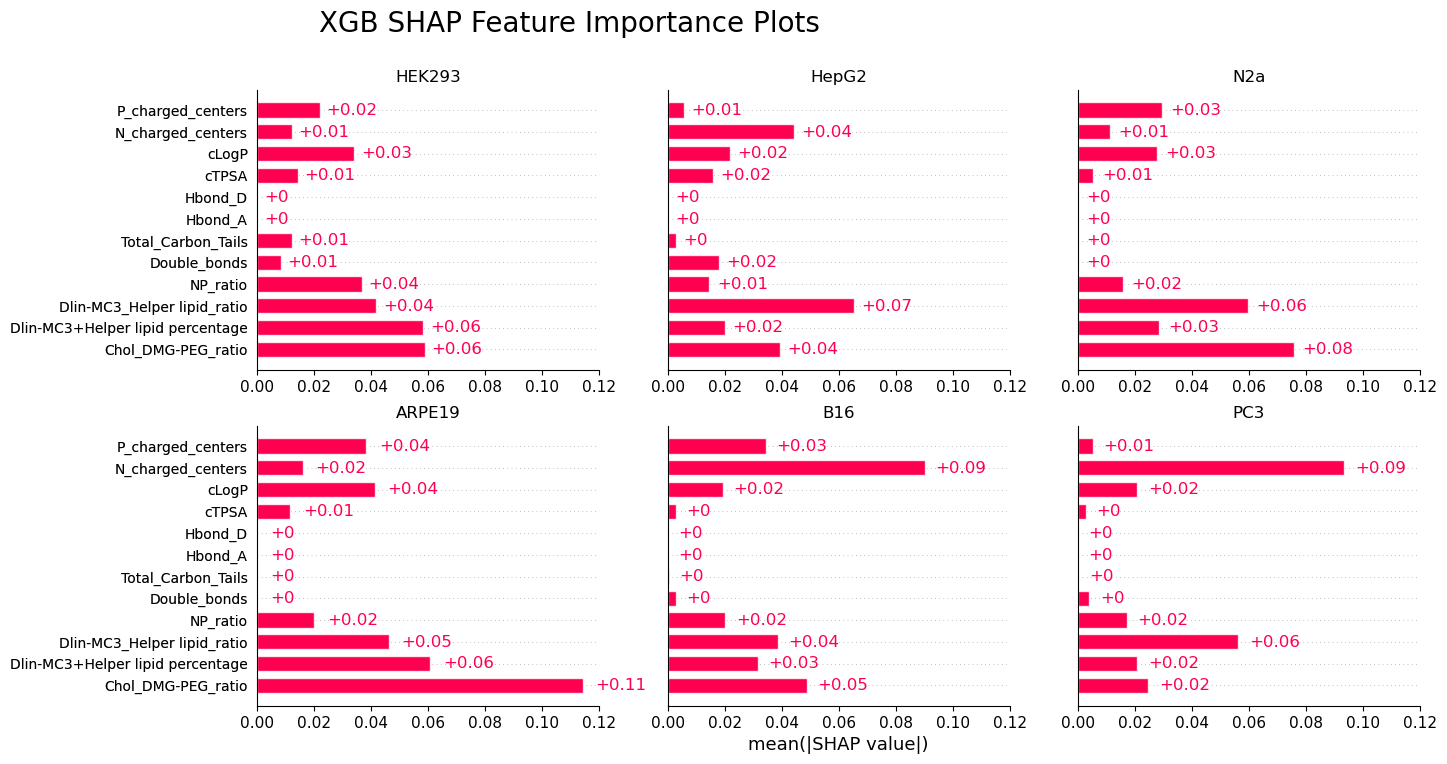 XGB SHAP Feature Importance Plots
HEK293 HepG2 N2a
P_charged_centers +0.02 +0.01 +0.03
N_charged_centers +0.01 +0.04 +0.01
cLogP +0.03 +0.02 +0.03
cTPSA +0.01 +0.02 +0.01
Hbond_D +0 +0 +0
Hbond_A +0 +0 +0
Total_Carbon_Tails +0.01 +0 +0
Double_bonds +0.01 +0.02 +0
NP_ratio +0.04 +0.01 +0.02
Dlin-MC3_Helper lipid_ratio +0.04 +0.07 +0.06
Dlin-MC3+Helper lipid percentage +0.06 +0.02 +0.03
Chol_DMG-PEG_ratio +0.06 +0.04 +0.08
0.00 0.02 0.04 0.06 0.08 0.10 0.12 0.00 0.02 0.04 0.06 0.08 0.10 0.12 0.00 0.02 0.04 0.06 0.08 0.10 0.12
ARPE19 B16 PC3
P_charged_centers +0.04 +0.03 +0.01
N_charged_centers +0.02 +0.09 +0.09
cLogP +0.04 +0.02 +0.02
cTPSA +0.01 +0 +0
Hbond_D +0 +0 +0
Hbond_A +0 +0 +0
Total_Carbon_Tails +0 +0 +0
Double_bonds +0 +0 +0
NP_ratio +0.02 +0.02 +0.02
Dlin-MC3_Helper lipid_ratio +0.05 +0.04 +0.06
Dlin-MC3+Helper lipid percentage +0.06 +0.03 +0.02
Chol_DMG-PEG_ratio +0.11 +0.05 +0.02
0.00 0.02 0.04 0.06 0.08 0.10 0.12 0.00 0.02 0.04 0.06 0.08 0.10 0.12 0.00 0.02 0.04 0.06 0.08 0.10 0.12
mean(|SHAP value|)